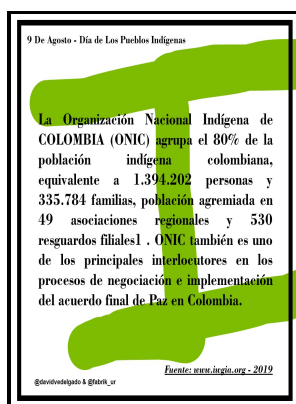 9 De Agosto - Día de Los Pueblos Indígenas
La Organización Nacional Indígena de
COLOMBIA (ONIC) agrupa el 80% de la
población indígena colombiana,
equivalente a 1.394.202 personas y
335.784 familias, población agremiada en
49 asociaciones regionales y 530
resguardos filiales1 . ONIC también es uno
de los principales interlocutores en los
procesos de negociación e implementación
del acuerdo final de Paz en Colombia.
Fuente: www.iwgia.org - 2019
@davidvedelgado & @fabrik_ur